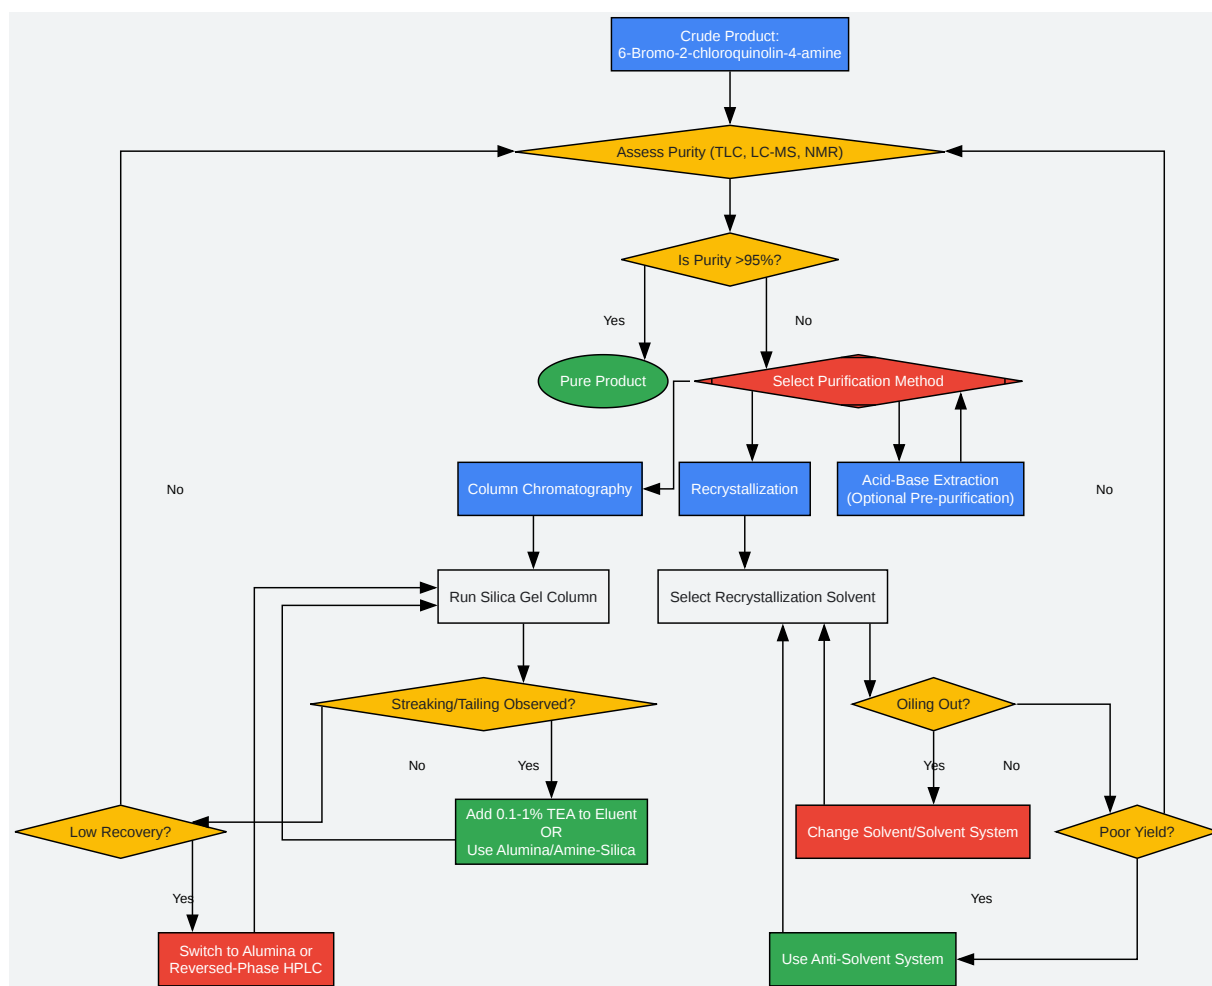 Crude Product:
6-Bromo-2-chloroquinolin-4-amine
Assess Purity (TLC, LC-MS, NMR)
Is Purity >95%?
Yes
No
Pure Product
Select Purification Method
Column Chromatography
Recrystallization
Acid-Base Extraction
(Optional Pre-purification)
No
No
Run Silica Gel Column
Select Recrystallization Solvent
Streaking/Tailing Observed?
Oiling Out?
No
Yes
Yes
No
Low Recovery?
Add 0.1-1% TEA to Eluent
OR
Use Alumina/Amine-Silica
Change Solvent/Solvent System
Poor Yield?
Yes
Yes
Switch to Alumina or
Reversed-Phase HPLC
Use Anti-Solvent System